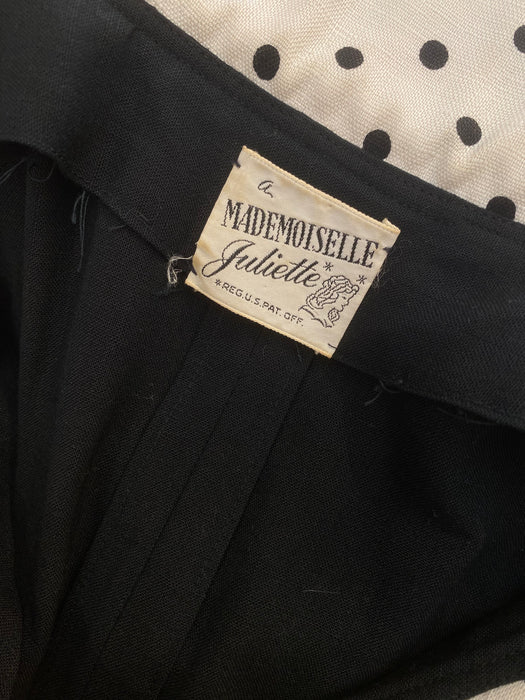 A
MADEMOISELLE
Juliette*
*REG. U.S. PAT. OFF.